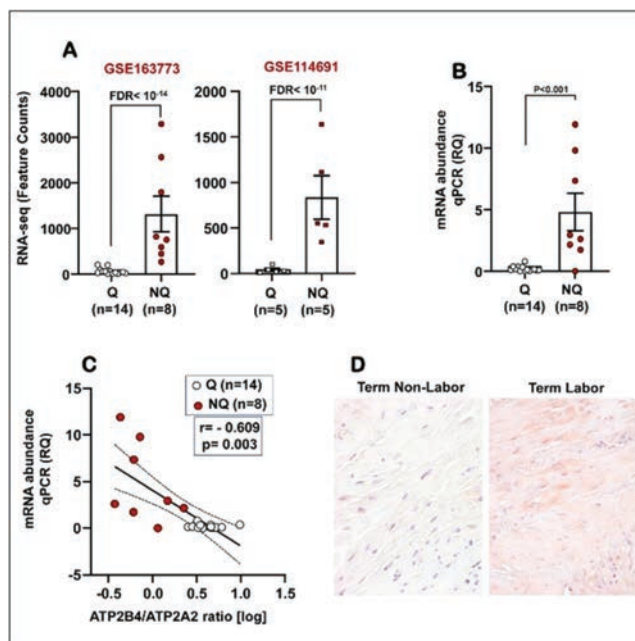 A
GSE163773
GSE114691
FDR< 10-14
FDR< 10-11
RNA-seq (Feature Counts)
4000
3000
2000
1000
0
2000
1500
1000
500
0
Q
NQ
(n=14)
(n=8)
Q
NQ
(n=5)
(n=5)
B
P<0.001
mRNA abundance
qPCR (RQ)
15
10
5
0
Q
NQ
(n=14)
(n=8)
C
Q (n=14)
NQ (n=8)
r= - 0.609
p= 0.003
mRNA abundance
qPCR (RQ)
15
10
5
0
-5
-0.5
0.0
0.5
1.0
1.5
ATP2B4/ATP2A2 ratio [log]
D
Term Non-Labor
Term Labor